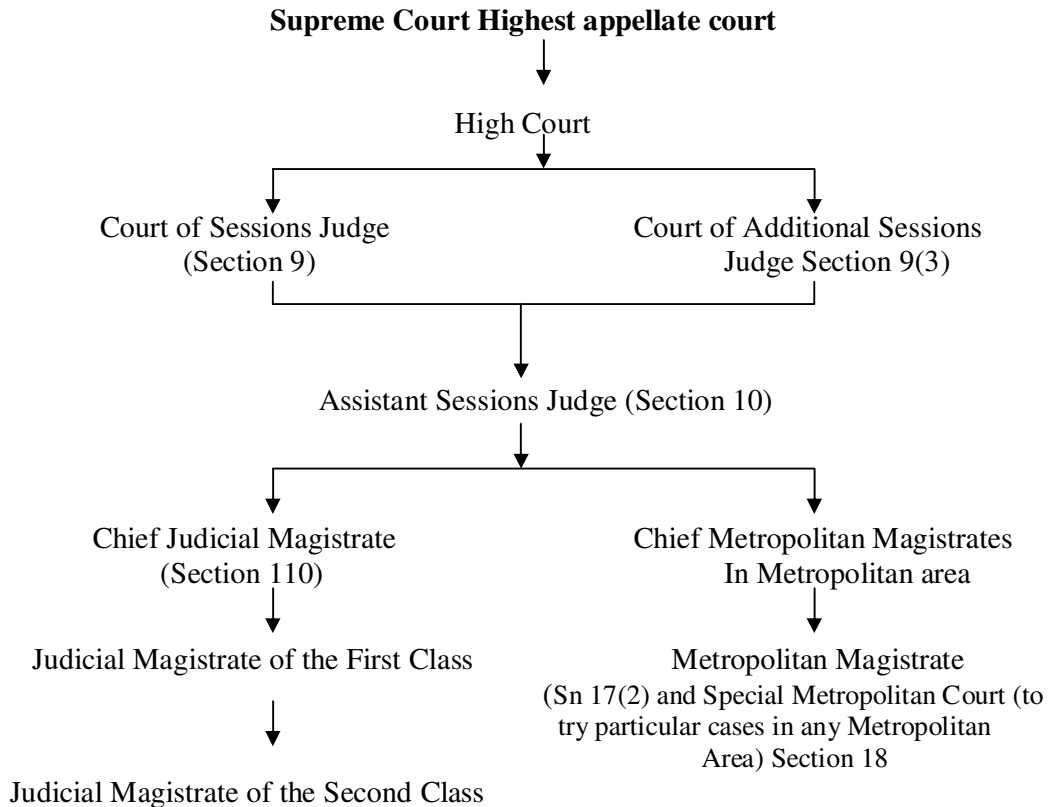 Supreme Court Highest appellate court
High Court
Court of Sessions Judge
(Section 9)
Court of Additional Sessions
Judge Section 9(3)
Assistant Sessions Judge (Section 10)
Chief Judicial Magistrate
(Section 110)
Chief Metropolitan Magistrates
In Metropolitan area
Judicial Magistrate of the First Class
Metropolitan Magistrate
(Sn 17(2) and Special Metropolitan Court (to
try particular cases in any Metropolitan
Area) Section 18
Judicial Magistrate of the Second Class